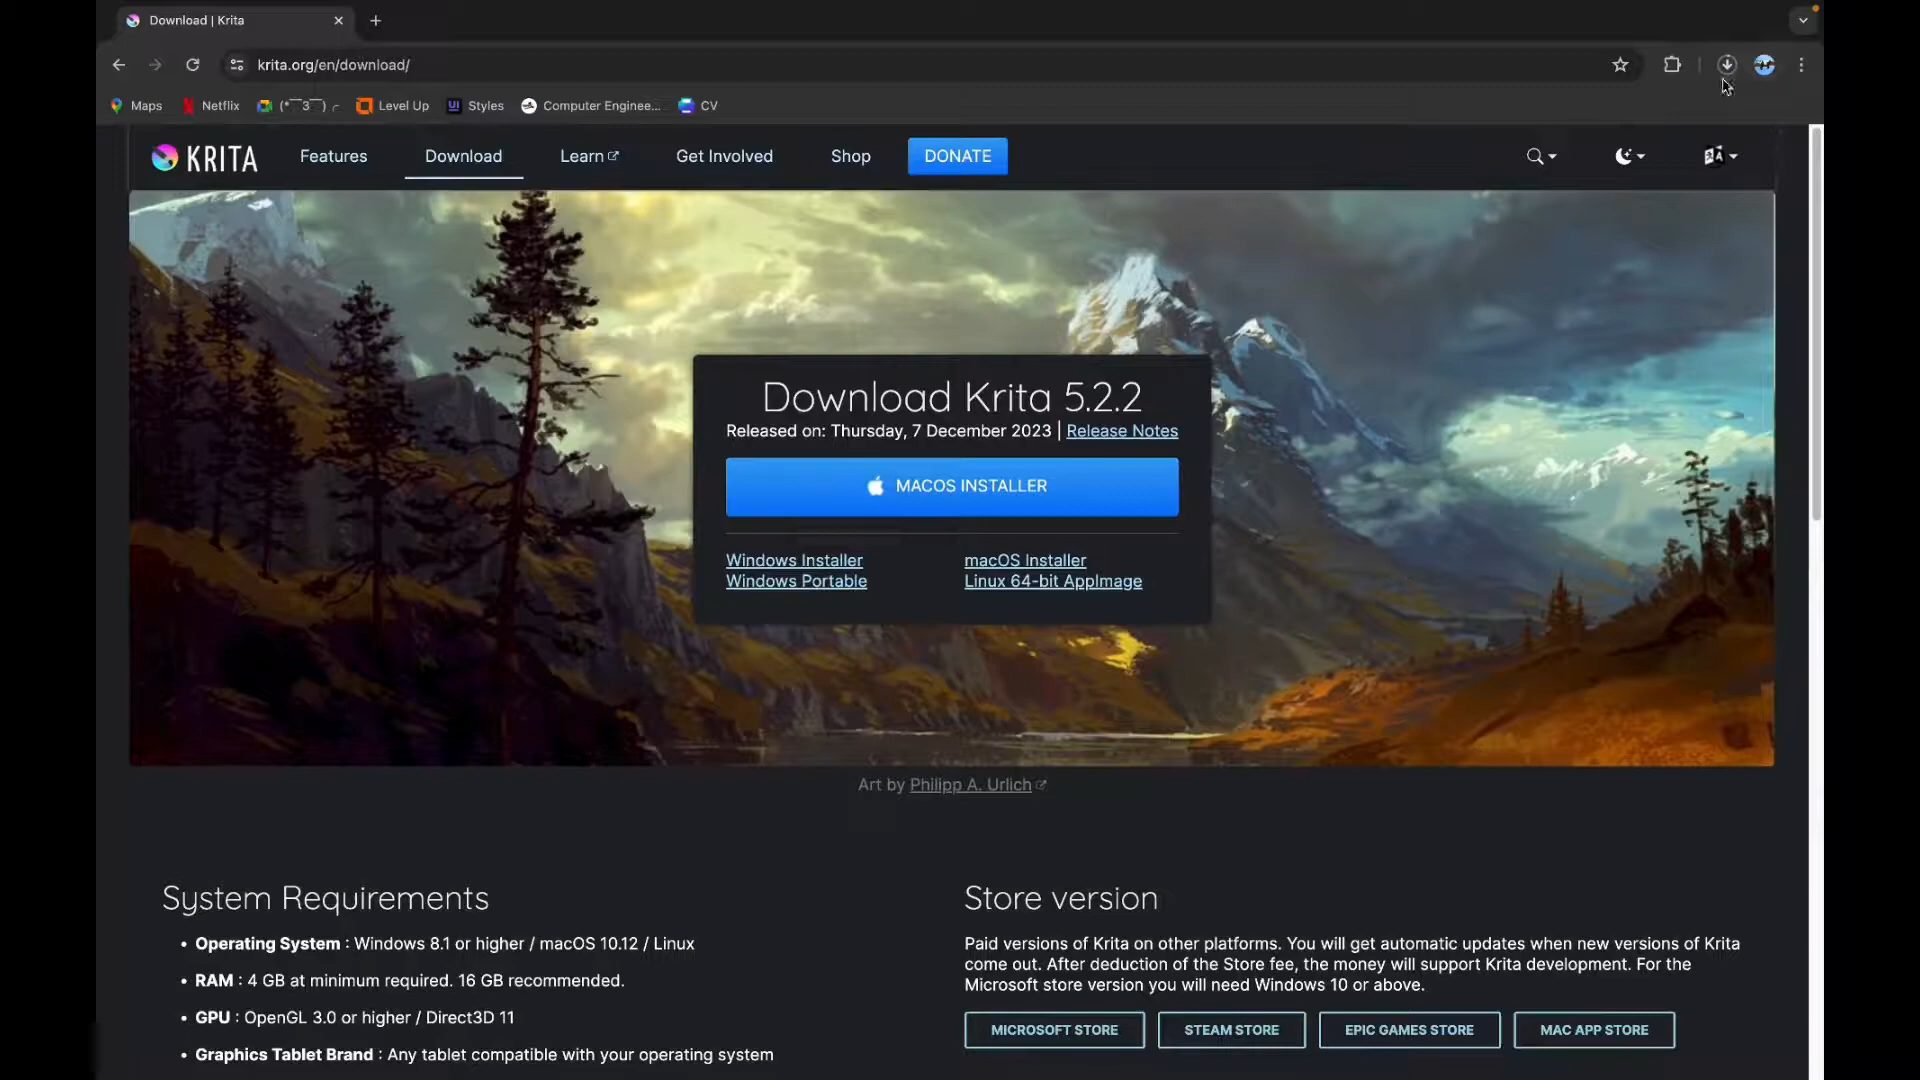 Download | Krita
krita.org/en/download/
Maps
Netflix
Level Up
UI Styles
Computer Enginee...
CV
KRITA
Features
Download
Learn
Get Involved
Shop
DONATE
Download Krita 5.2.2
Released on: Thursday, 7 December 2023 | Release Notes
MACOS INSTALLER
Windows Installer
macOS Installer
Windows Portable
Linux 64-bit AppImage
Art by Philipp A. Urlich
System Requirements
• Operating System : Windows 8.1 or higher / macOS 10.12 / Linux
• RAM : 4 GB at minimum required. 16 GB recommended.
• GPU : OpenGL 3.0 or higher / Direct3D 11
• Graphics Tablet Brand : Any tablet compatible with your operating system
Store version
Paid versions of Krita on other platforms. You will get automatic updates when new versions of Krita
come out. After deduction of the Store fee, the money will support Krita development. For the
Microsoft store version you will need Windows 10 or above.
MICROSOFT STORE
STEAM STORE
EPIC GAMES STORE
MAC APP STORE